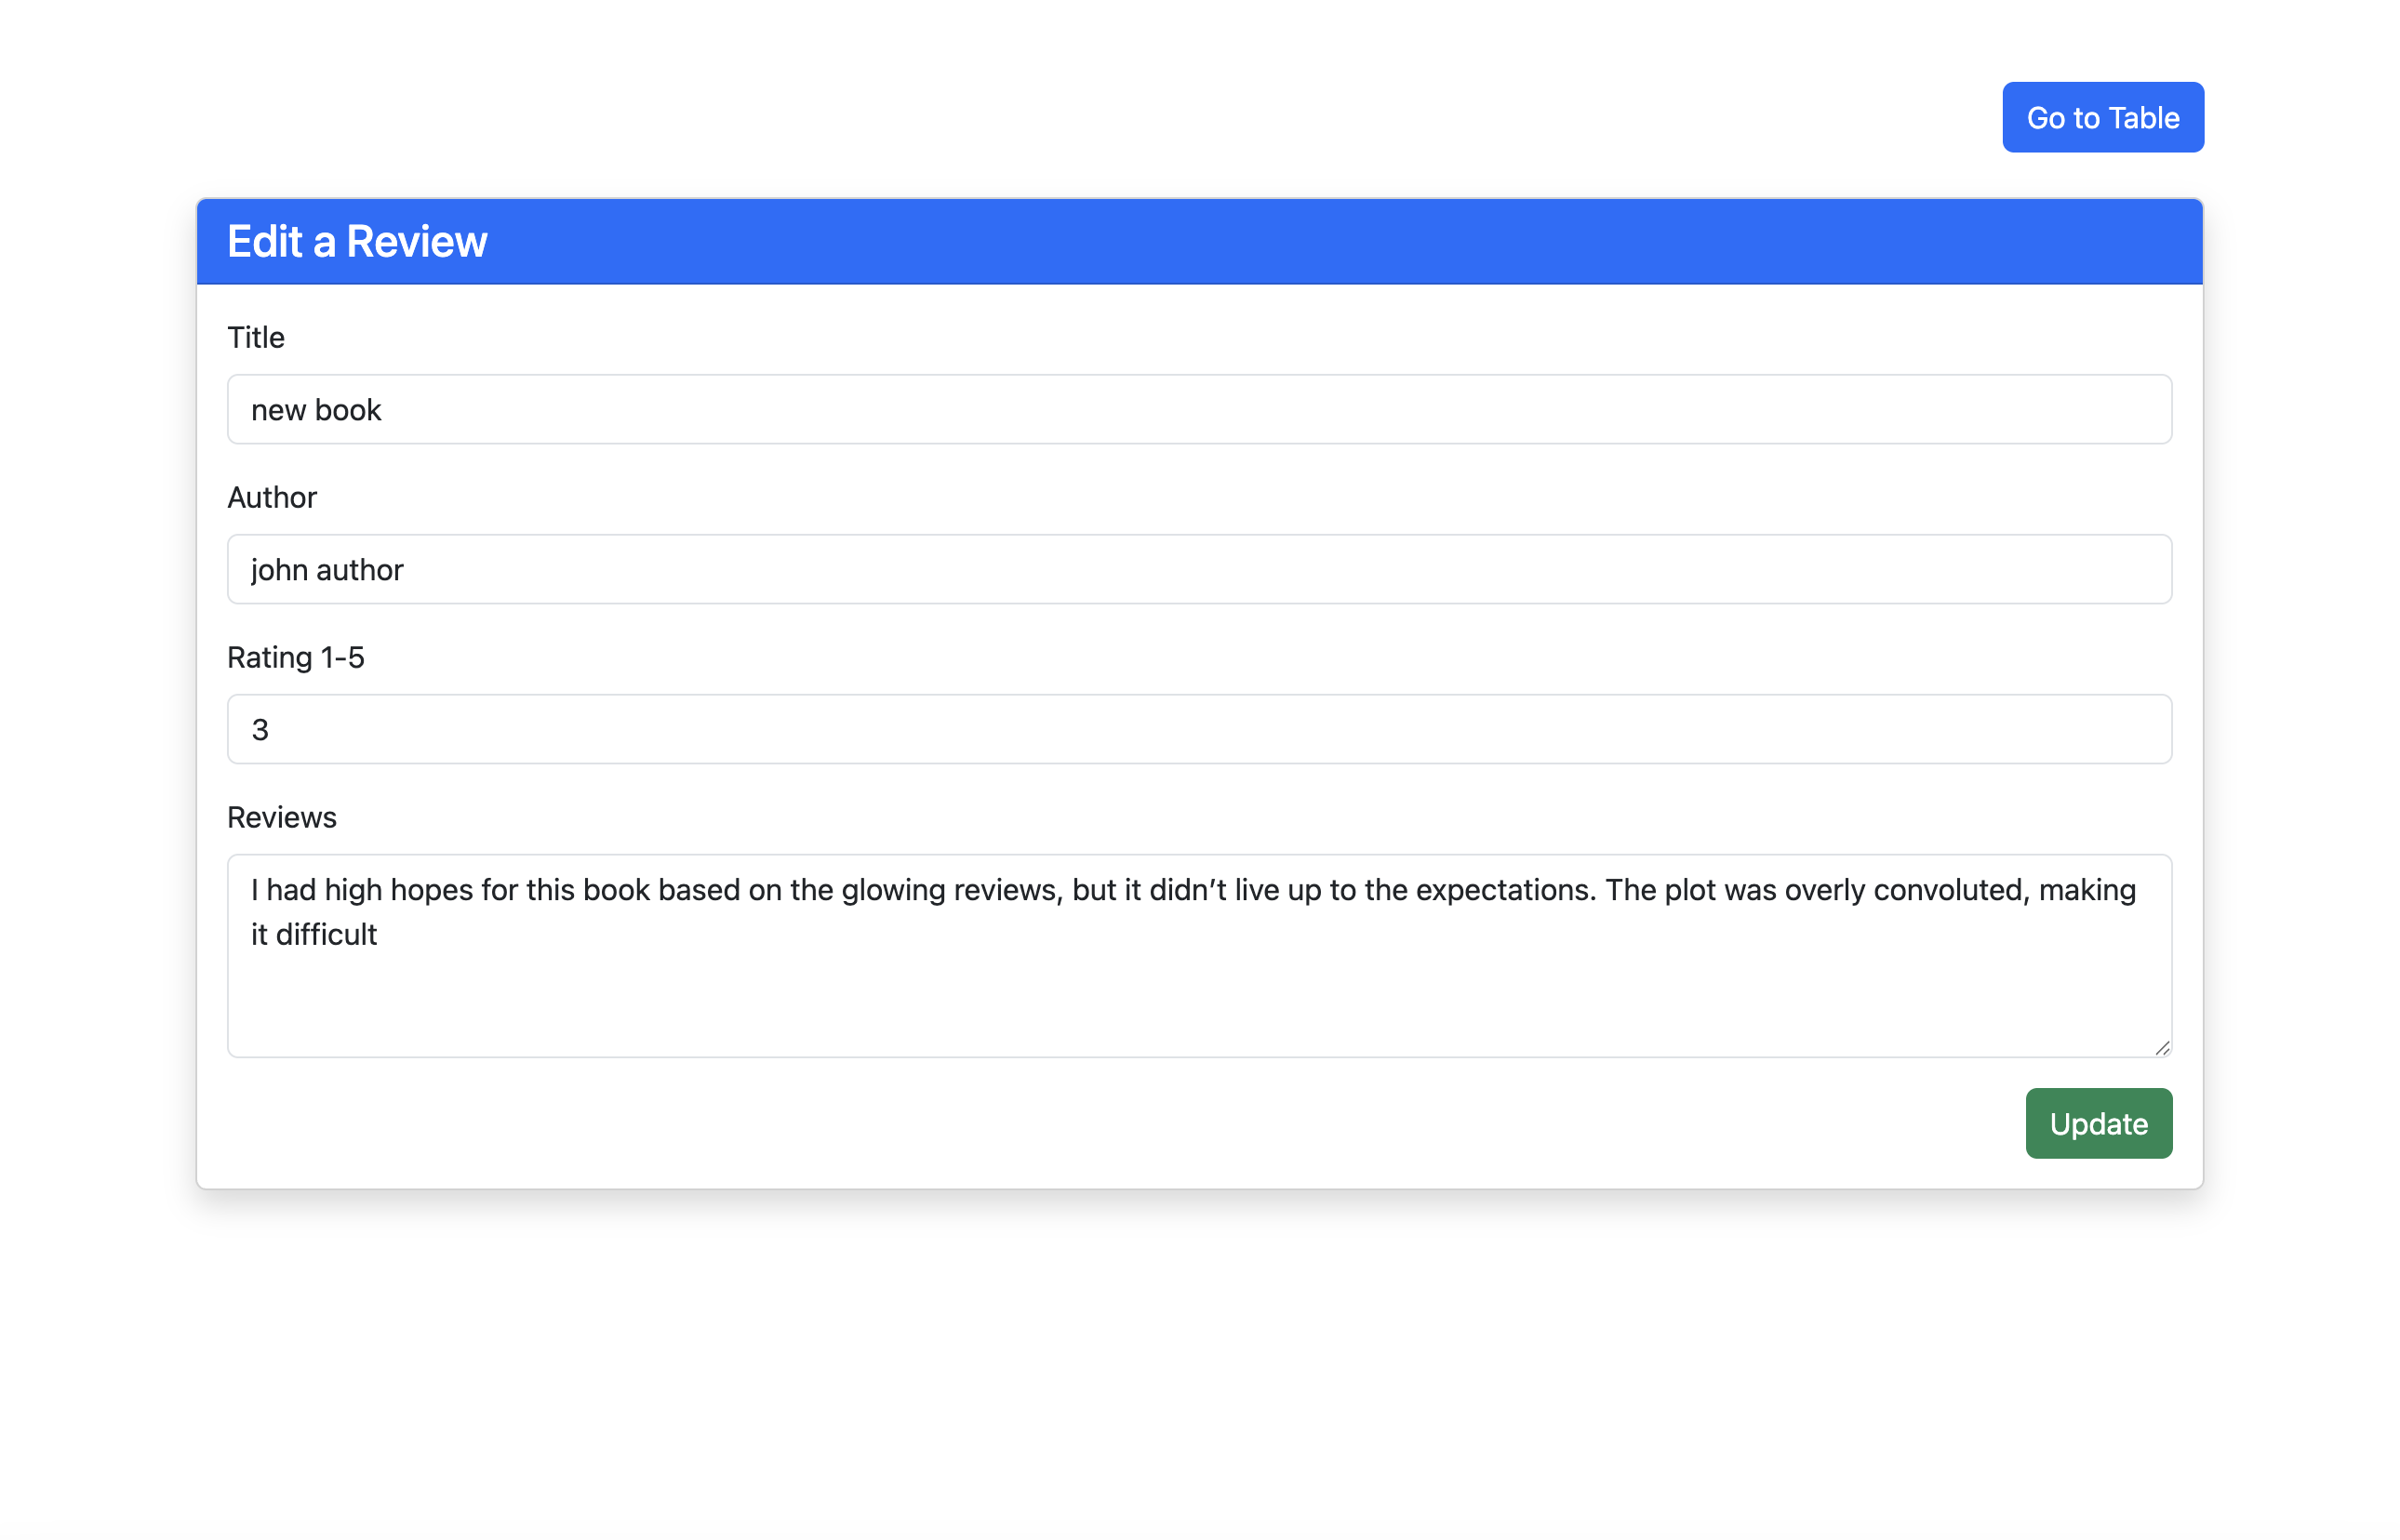 Go to Table
Edit a Review
Title
new book
Author
john author
Rating 1-5
3
Reviews
I had high hopes for this book based on the glowing reviews, but it didn’t live up to the expectations. The plot was overly convoluted, making
it difficult
Update